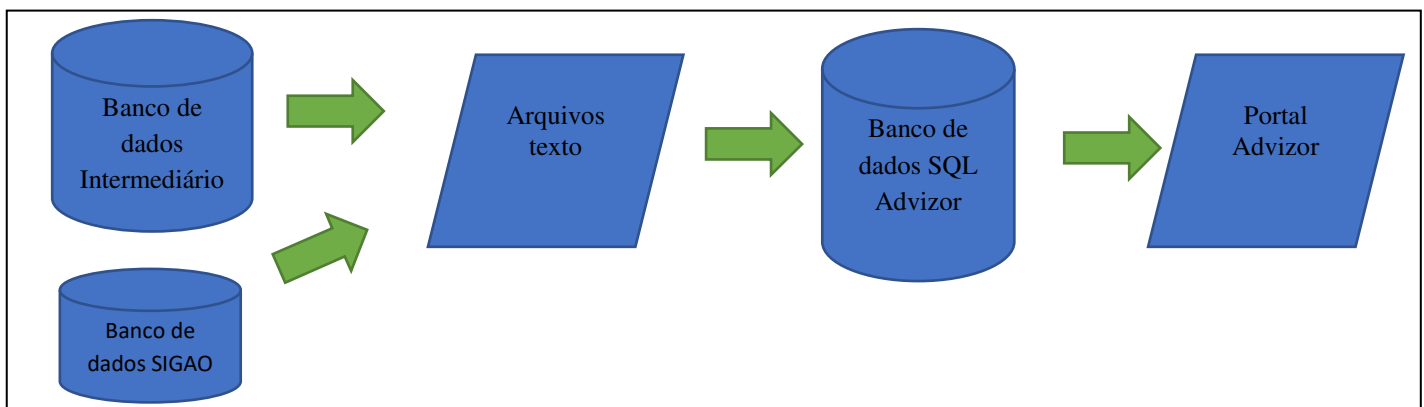 Banco de
dados
Intermediário
Arquivos
texto
Banco de
dados SQL
Advizor
Portal
Advizor
Banco de
dados SIGAO